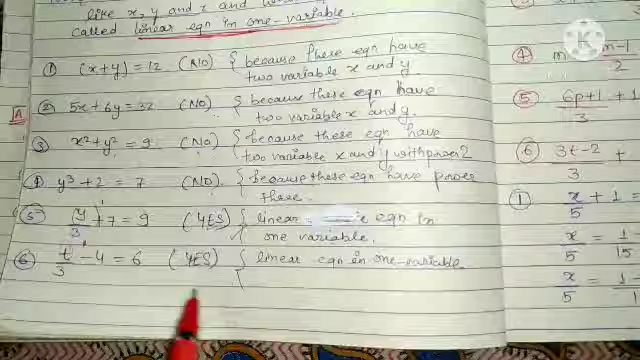 like x, y and z and
called linear eqn in one-variable.
① (x+y) = 12 (NO) { because these eqn have
two variable x and y
② 5x + 6y = 32 (NO) { because these eqn have
two variable x and y.
③ x² + y² = 9 (NO) { because these eqn have
two variable x and y with power 2
④ y³ + 2 = 7 (NO) { because these eqn have power
there.
⑤ y/3 + 7 = 9 (YES) { linear eqn in
one variable.
⑥ t/3 - 4 = 6 (YES) { linear eqn in one-variable
A
④ m m-1/2
⑤ 6p+1/3 + 1
⑥ 3t-2/3 +
① x/5 + 1 =
x/5 = 1/15
x/5 = 1
K